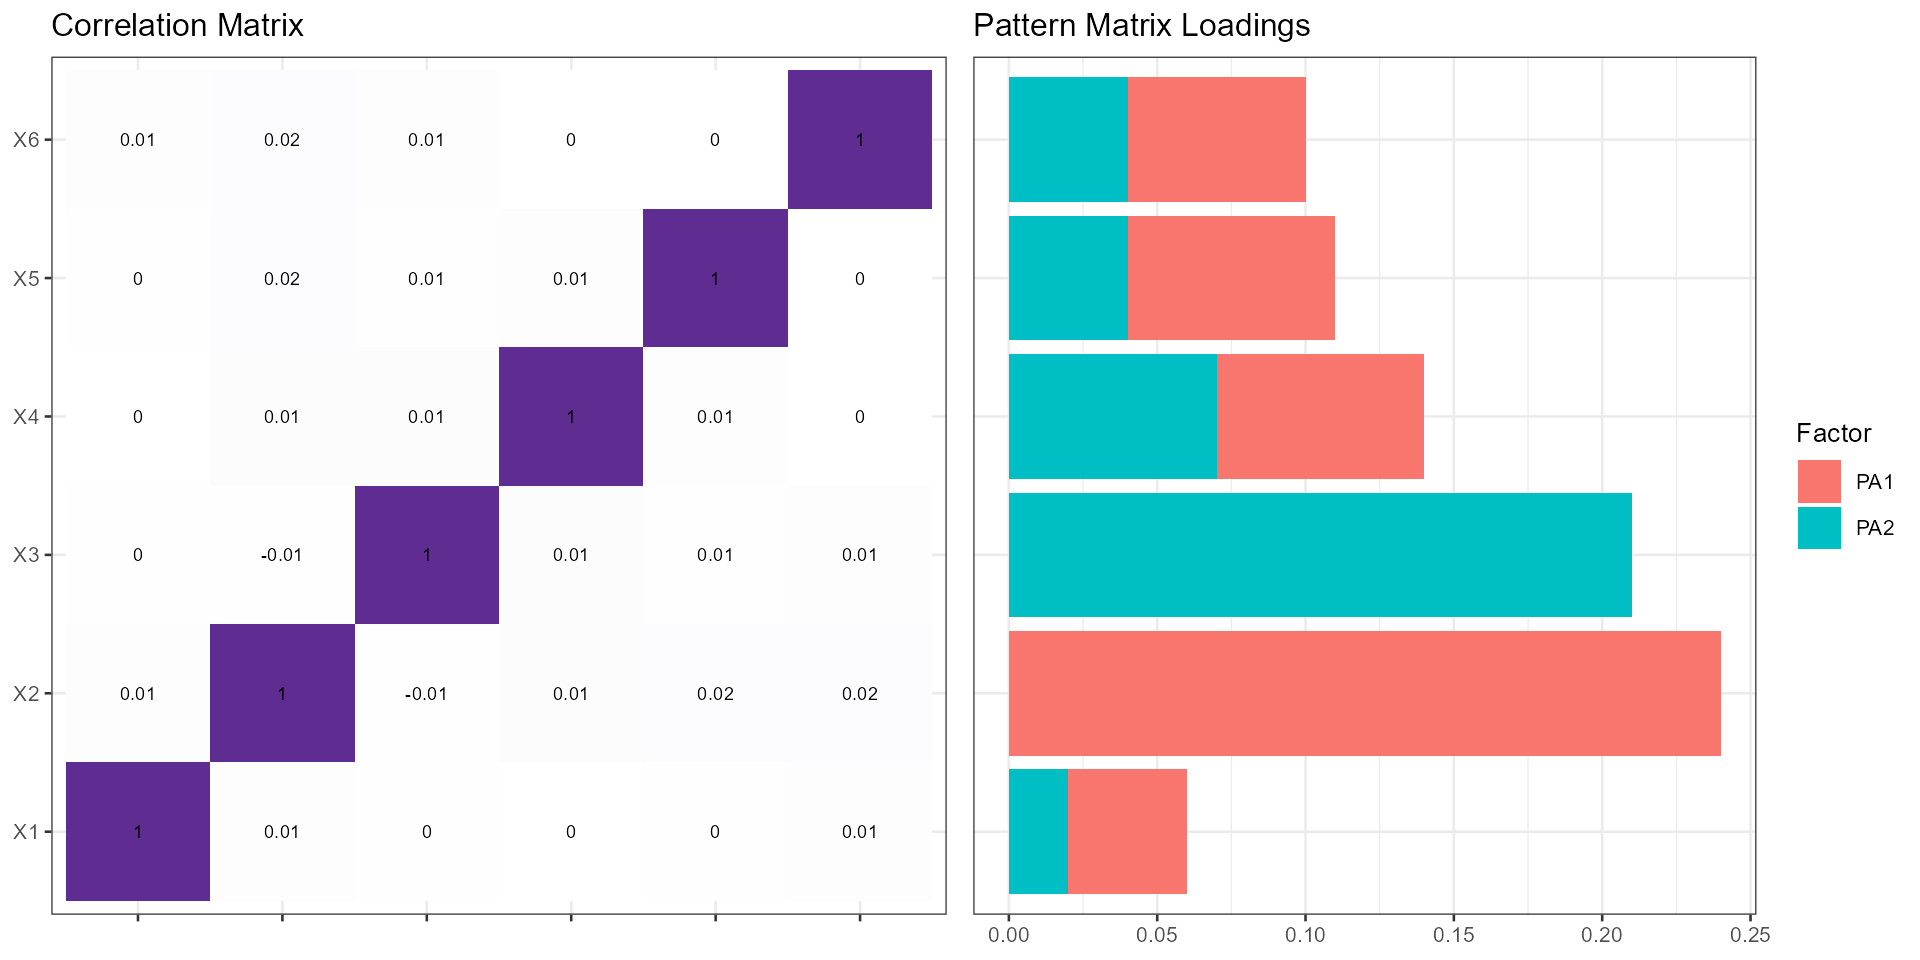 Correlation Matrix
X6 0.01 0.02 0.01 0 0 1
X5 0 0.02 0.01 0.01 1 0
X4 0 0.01 0.01 1 0.01 0
X3 0 -0.01 1 0.01 0.01 0.01
X2 0.01 1 -0.01 0.01 0.02 0.02
X1 1 0.01 0 0 0 0.01
Pattern Matrix Loadings
0.00 0.05 0.10 0.15 0.20 0.25
Factor
PA1
PA2